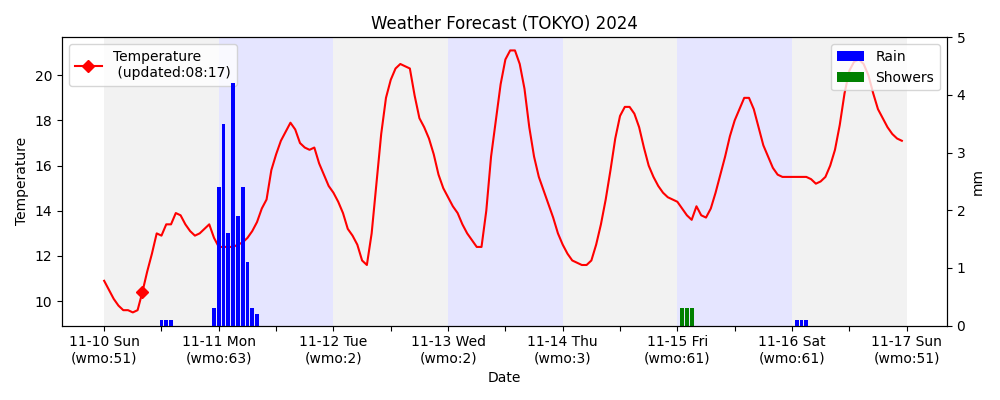 Weather Forecast (TOKYO) 2024
Temperature
(updated:08:17)
Rain
Showers
20
18
16
14
12
10
Temperature
5
4
3
2
1
0
mm
11-10 Sun
(wmo:51)
11-11 Mon
(wmo:63)
11-12 Tue
(wmo:2)
11-13 Wed
(wmo:2)
11-14 Thu
(wmo:3)
11-15 Fri
(wmo:61)
11-16 Sat
(wmo:61)
11-17 Sun
(wmo:51)
Date